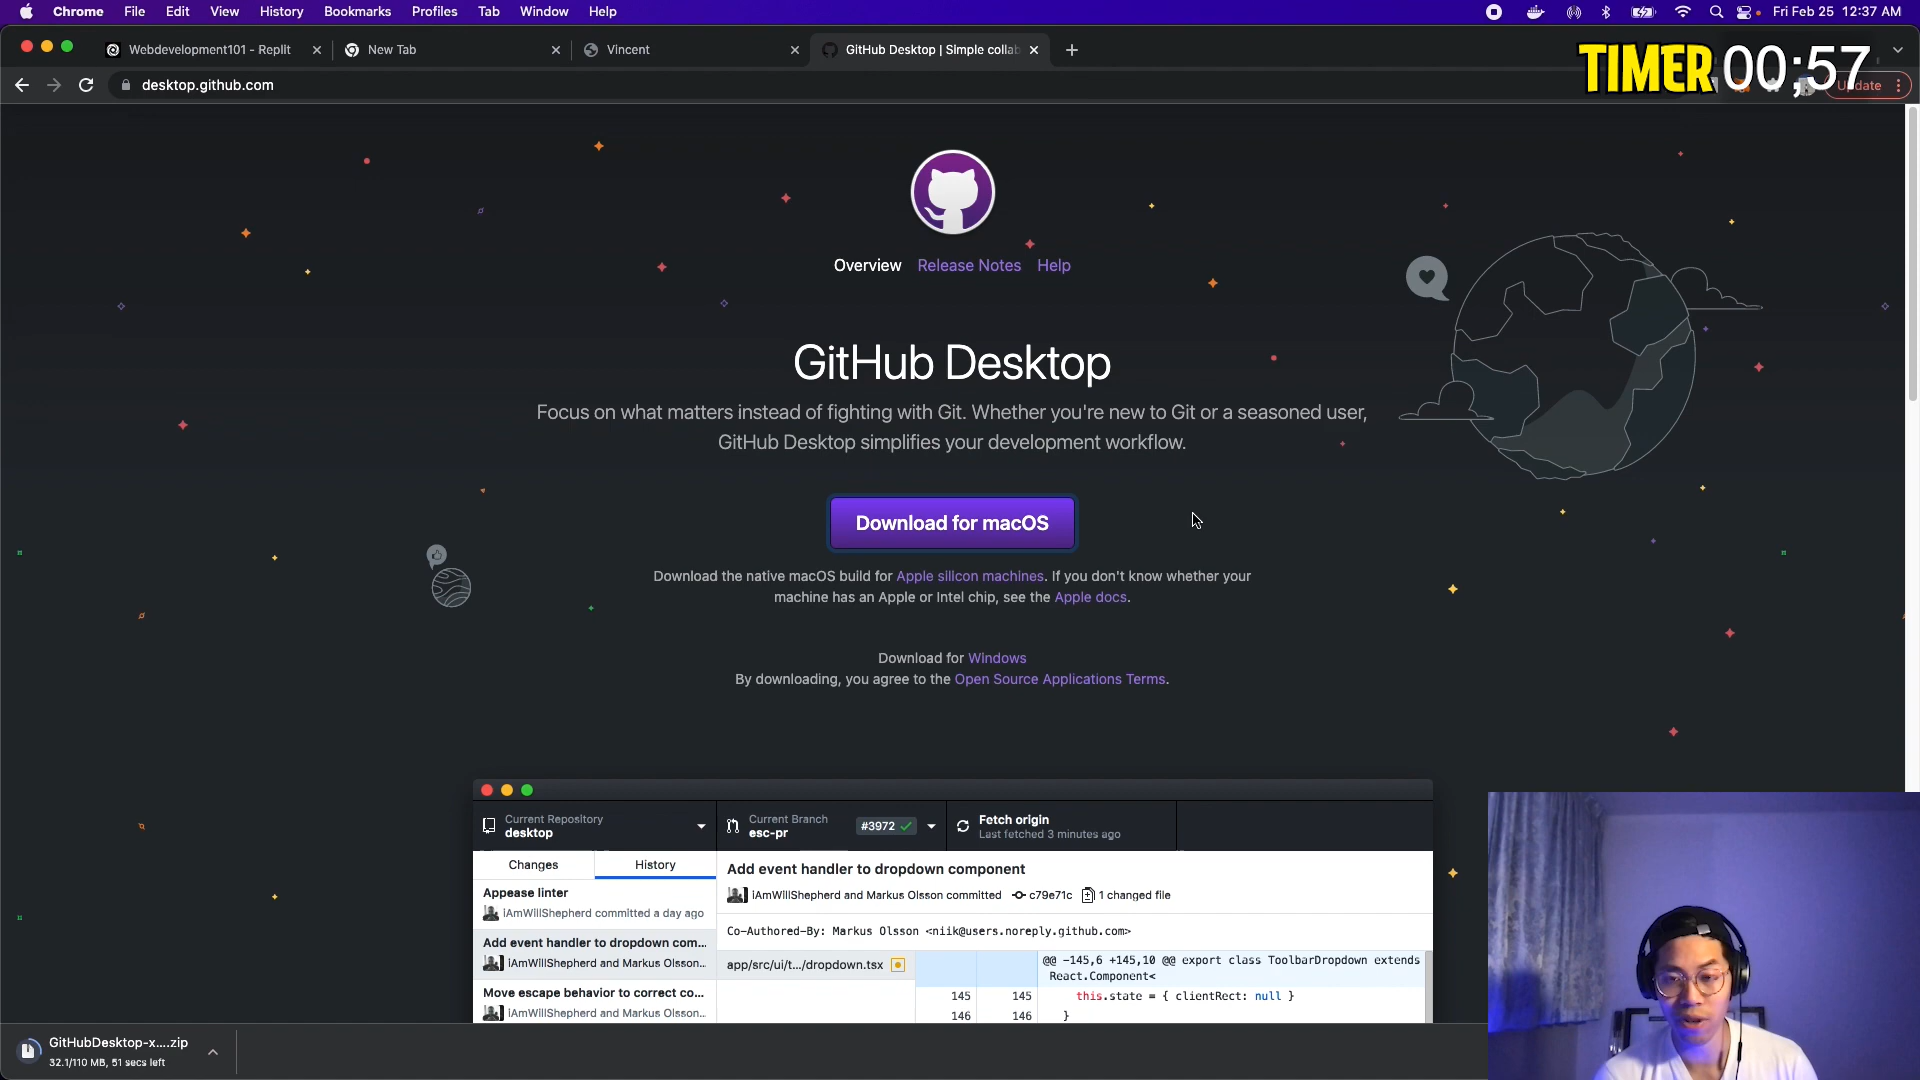 Chrome File Edit View History Bookmarks Profiles Tab Window Help Fri Feb 25 12:37 AM
Webdevelopment101 - Replit New Tab Vincent GitHub Desktop | Simple collab
TIMER 00;57
desktop.github.com Update
Overview Release Notes Help
GitHub Desktop
Focus on what matters instead of fighting with Git. Whether you're new to Git or a seasoned user,
GitHub Desktop simplifies your development workflow.
Download for macOS
Download the native macOS build for Apple silicon machines. If you don't know whether your
machine has an Apple or Intel chip, see the Apple docs.
Download for Windows
By downloading, you agree to the Open Source Applications Terms.
Current Repository
desktop
Current Branch
esc-pr
#3972
Fetch origin
Last fetched 3 minutes ago
Changes History
Appease linter
iAmWillShepherd committed a day ago
Add event handler to dropdown com...
iAmWillShepherd and Markus Olsson...
Move escape behavior to correct co...
iAmWillShepherd and Markus Olsson...
Add event handler to dropdown component
iAmWillShepherd and Markus Olsson committed c79e71c 1 changed file
Co-Authored-By: Markus Olsson <niik@users.noreply.github.com>
app/src/ui/t.../dropdown.tsx
@@ -145,6 +145,10 @@ export class ToolbarDropdown extends
React.Component<
145 145 this.state = { clientRect: null }
146 146 }
GitHubDesktop-x....zip
32.1/110 MB, 51 secs left